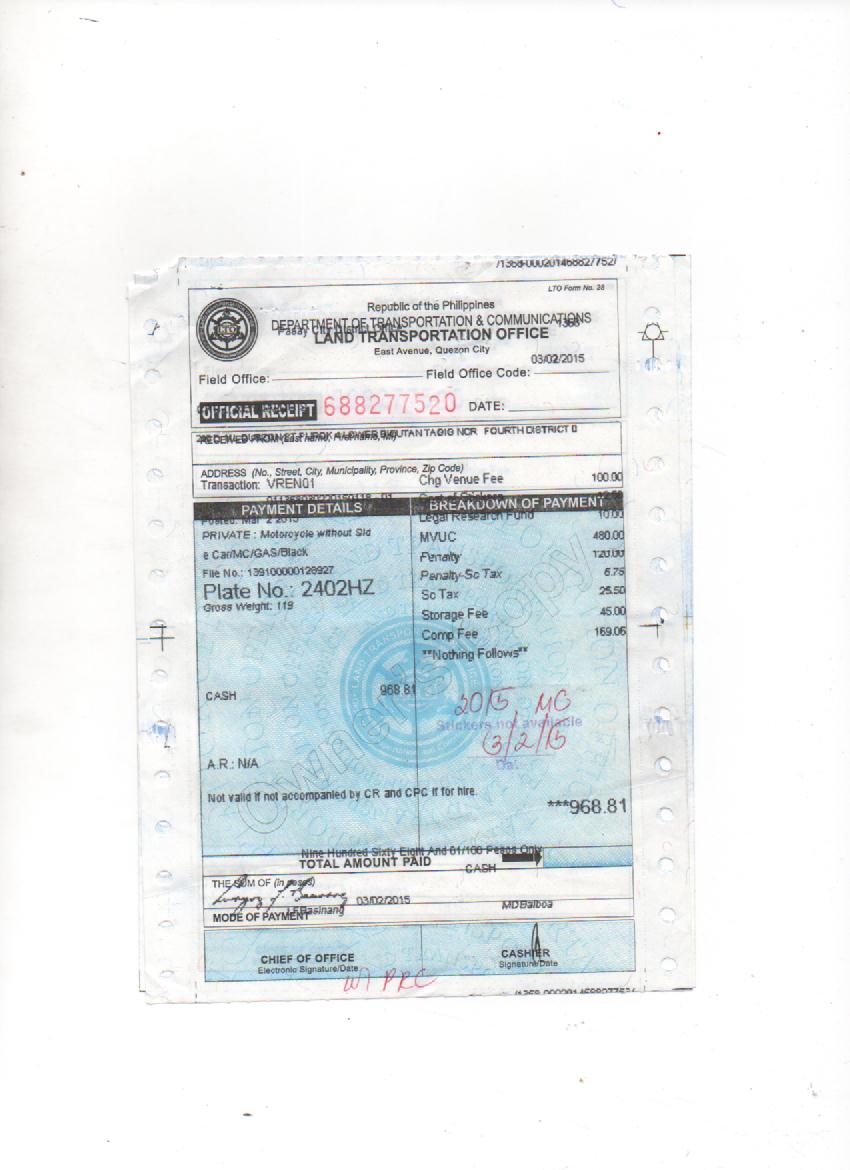 LTO Form No. 28
Republic of the Philippines
DEPARTMENT OF TRANSPORTATION & COMMUNICATIONS
Pasay City District Office 1368
LAND TRANSPORTATION OFFICE
East Avenue, Quezon City
03/02/2015
Field Office: Field Office Code:
OFFICIAL RECEIPT 688277520 DATE:
RECEIVED FROM (Last name, First name, MI)
TAGIG NCR FOURTH DISTRICT
ADDRESS (No., Street, City, Municipality, Province, Zip Code)
Transaction: VREN01 Chg Venue Fee 100.00
PAYMENT DETAILS BREAKDOWN OF PAYMENT
Posted: Mar 2 2015 Legal Research Fund 10.00
PRIVATE : Motorcycle without Sid MVUC 480.00
e Car/MC/GAS/Black Penalty 120.00
File No.: 139100000128927 Penalty-Sc Tax 6.75
Plate No.: 2402HZ Sc Tax 25.50
Gross Weight: 119 Storage Fee 45.00
Comp Fee 169.06
**Nothing Follows**
CASH 968.81
2015 MC
Stickers not available
3/2/15
A.R.: N/A
Not valid if not accompanied by CR and CPC if for hire.
***968.81
Owner's Copy
Nine Hundred Sixty Eight And 81/100 Pesos Only
TOTAL AMOUNT PAID
CASH
THE SUM OF (in pesos)
03/02/2015 MDBalboa
MODE OF PAYMENT
CHIEF OF OFFICE CASHIER
Electronic Signature/Date Signature/Date
W/ PRC